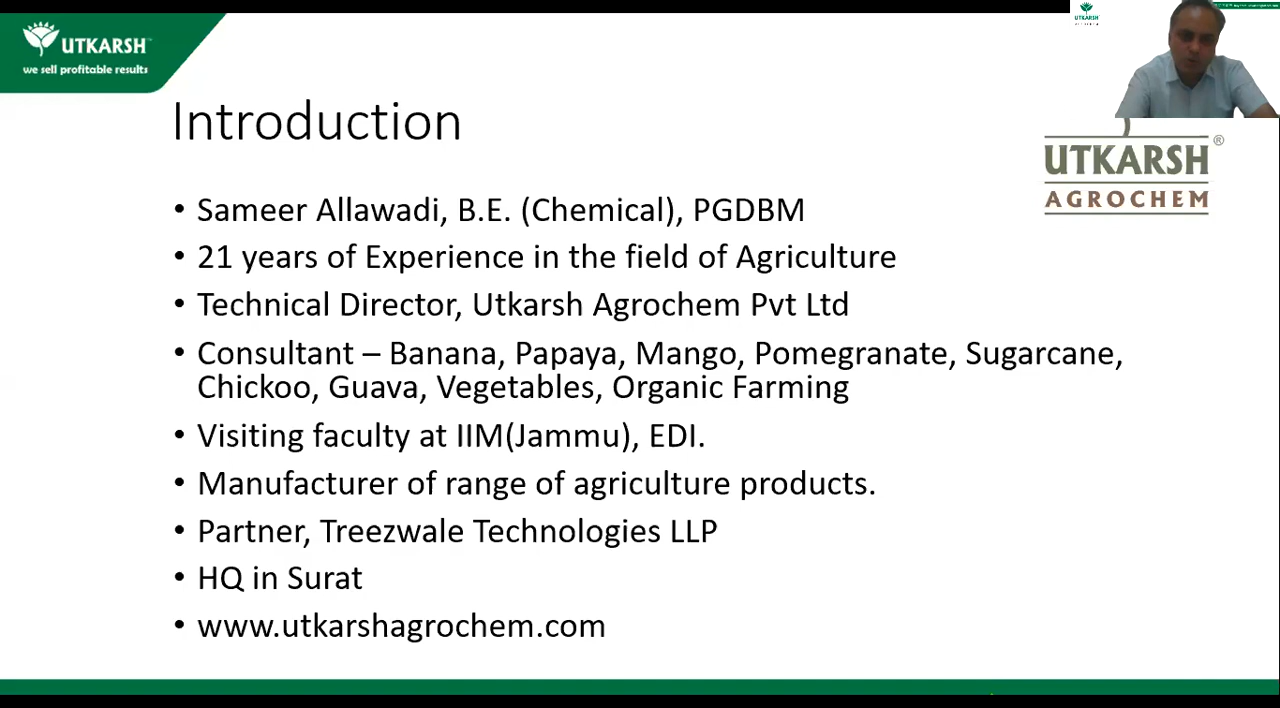 UTKARSH
we sell profitable results
UTKARSH
Introduction
UTKARSH®
AGROCHEM
• Sameer Allawadi, B.E. (Chemical), PGDBM
• 21 years of Experience in the field of Agriculture
• Technical Director, Utkarsh Agrochem Pvt Ltd
• Consultant – Banana, Papaya, Mango, Pomegranate, Sugarcane,
Chickoo, Guava, Vegetables, Organic Farming
• Visiting faculty at IIM(Jammu), EDI.
• Manufacturer of range of agriculture products.
• Partner, Treezwale Technologies LLP
• HQ in Surat
• www.utkarshagrochem.com